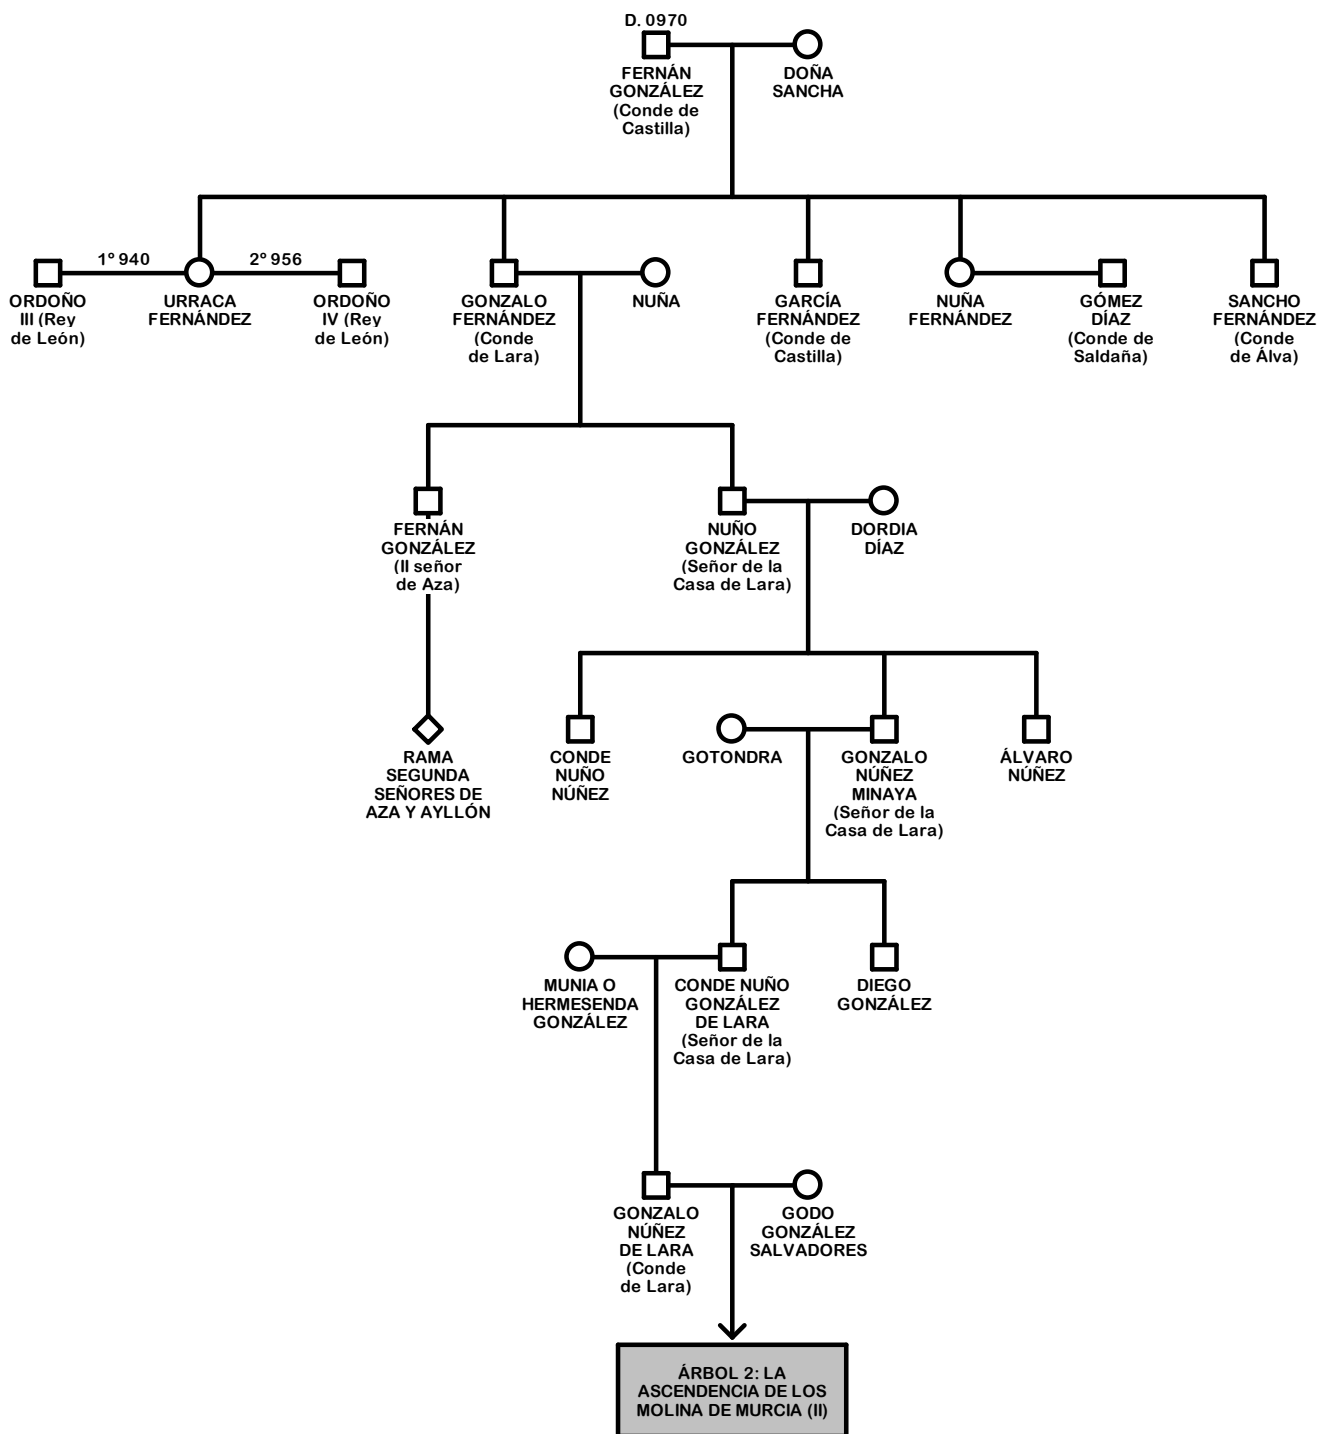 D. 0970
FERNÁN
GONZÁLEZ
(Conde de
Castilla)
DOÑA
SANCHA
1º 940
2º 956
ORDOÑO
III (Rey
de León)
URRACA
FERNÁNDEZ
ORDOÑO
IV (Rey
de León)
GONZALO
FERNÁNDEZ
(Conde
de Lara)
NUÑA
GARCÍA
FERNÁNDEZ
(Conde de
Castilla)
NUÑA
FERNÁNDEZ
GÓMEZ
DÍAZ
(Conde de
Saldaña)
SANCHO
FERNÁNDEZ
(Conde
de Álva)
FERNÁN
GONZÁLEZ
(II señor
de Aza)
NUÑO
GONZÁLEZ
(Señor de la
Casa de Lara)
DORDIA
DÍAZ
RAMA
SEGUNDA
SEÑORES DE
AZA Y AYLLÓN
CONDE
NUÑO
NÚÑEZ
GOTONDRA
GONZALO
NÚÑEZ
MINAYA
(Señor de la
Casa de Lara)
ÁLVARO
NÚÑEZ
MUNIA O
HERMESENDA
GONZÁLEZ
CONDE NUÑO
GONZÁLEZ
DE LARA
(Señor de la
Casa de Lara)
DIEGO
GONZÁLEZ
GONZALO
NÚÑEZ
DE LARA
(Conde
de Lara)
GODO
GONZÁLEZ
SALVADORES
ÁRBOL 2: LA
ASCENDENCIA DE LOS
MOLINA DE MURCIA (II)